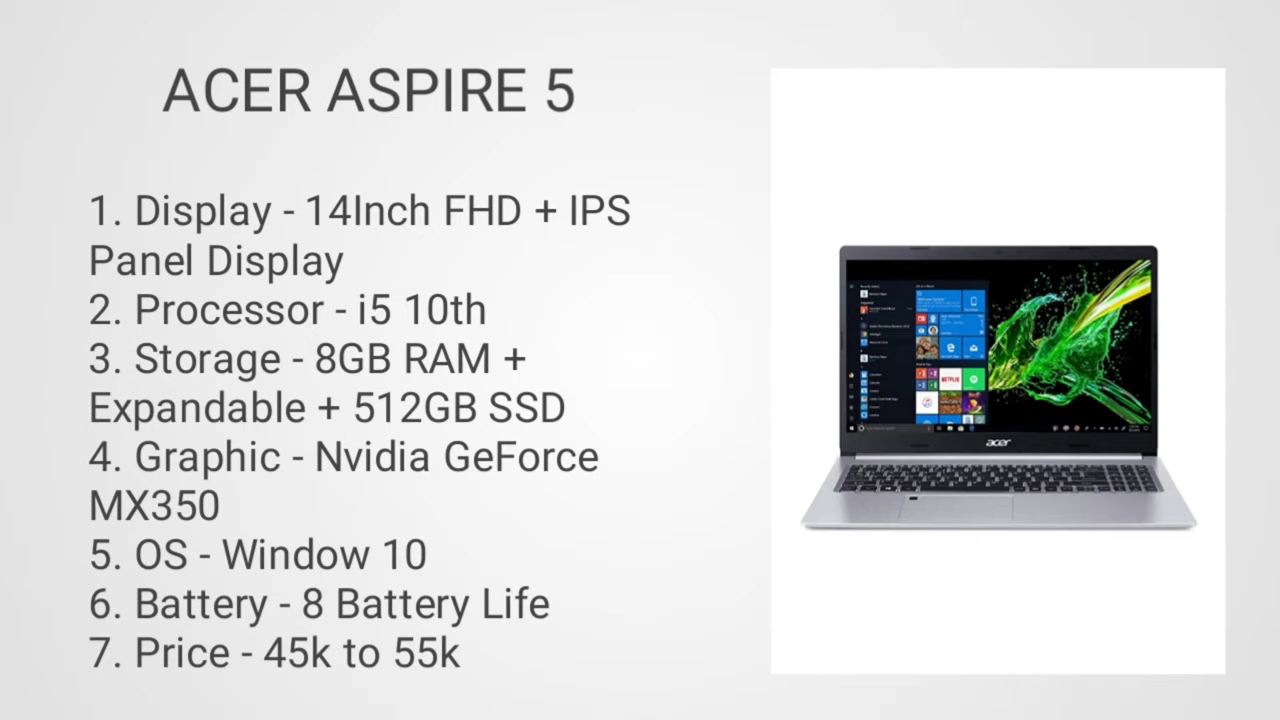 ACER ASPIRE 5
1. Display - 14Inch FHD + IPS
Panel Display
2. Processor - i5 10th
3. Storage - 8GB RAM +
Expandable + 512GB SSD
4. Graphic - Nvidia GeForce
MX350
5. OS - Window 10
6. Battery - 8 Battery Life
7. Price - 45k to 55k
NETFLIX
acer